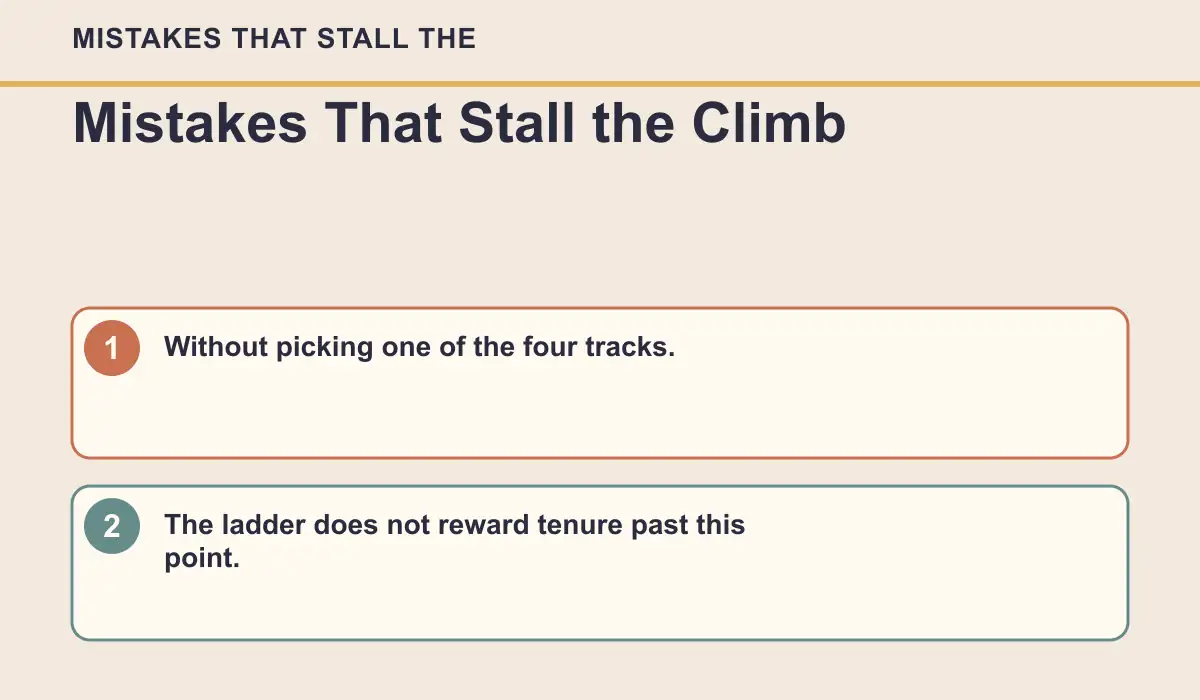 MISTAKES THAT STALL THE
Mistakes That Stall the Climb
1
Without picking one of the four tracks.
2
The ladder does not reward tenure past this
point.